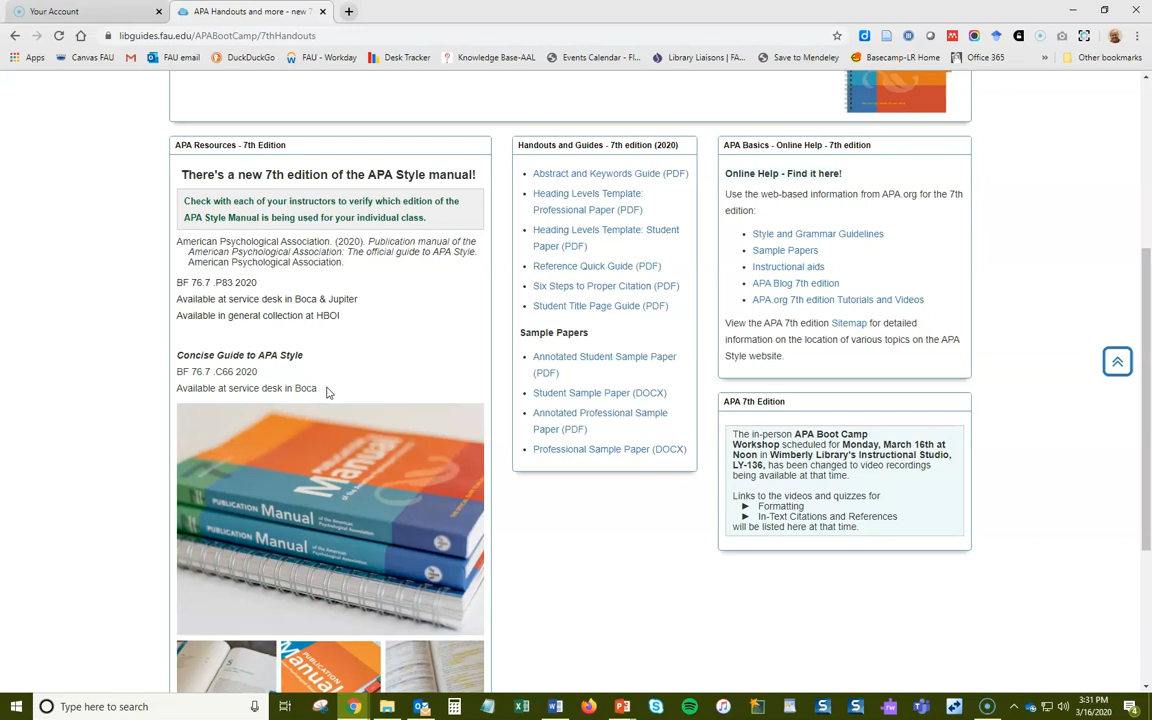 Your Account
APA Handouts and more - new 7
libguides.fau.edu/APABootCamp/7thHandouts
Apps
Canvas FAU
FAU email
DuckDuckGo
FAU - Workday
Desk Tracker
Knowledge Base-AAL
Events Calendar - Fl...
Library Liaisons | FA...
Save to Mendeley
Basecamp-LR Home
Office 365
»
Other bookmarks
APA Resources - 7th Edition
There's a new 7th edition of the APA Style manual!
Check with each of your instructors to verify which edition of the
APA Style Manual is being used for your individual class.
American Psychological Association. (2020). Publication manual of the
American Psychological Association: The official guide to APA Style.
American Psychological Association.
BF 76.7 .P83 2020
Available at service desk in Boca & Jupiter
Available in general collection at HBOI
Concise Guide to APA Style
BF 76.7 .C66 2020
Available at service desk in Boca
PUBLICATION
Manual
PUBLICATION Manual
PUBLICATION Manual
Manual
Handouts and Guides - 7th edition (2020)
Abstract and Keywords Guide (PDF)
Heading Levels Template:
Professional Paper (PDF)
Heading Levels Template: Student
Paper (PDF)
Reference Quick Guide (PDF)
Six Steps to Proper Citation (PDF)
Student Title Page Guide (PDF)
Sample Papers
Annotated Student Sample Paper
(PDF)
Student Sample Paper (DOCX)
Annotated Professional Sample
Paper (PDF)
Professional Sample Paper (DOCX)
APA Basics - Online Help - 7th edition
Online Help - Find it here!
Use the web-based information from APA.org for the 7th
edition:
Style and Grammar Guidelines
Sample Papers
Instructional aids
APA Blog 7th edition
APA.org 7th edition Tutorials and Videos
View the APA 7th edition Sitemap for detailed
information on the location of various topics on the APA
Style website.
APA 7th Edition
The in-person APA Boot Camp
Workshop scheduled for Monday, March 16th at
Noon in Wimberly Library's Instructional Studio,
LY-136, has been changed to video recordings
being available at that time.
Links to the videos and quizzes for
► Formatting
► In-Text Citations and References
will be listed here at that time.
Type here to search
3:31 PM
3/16/2020